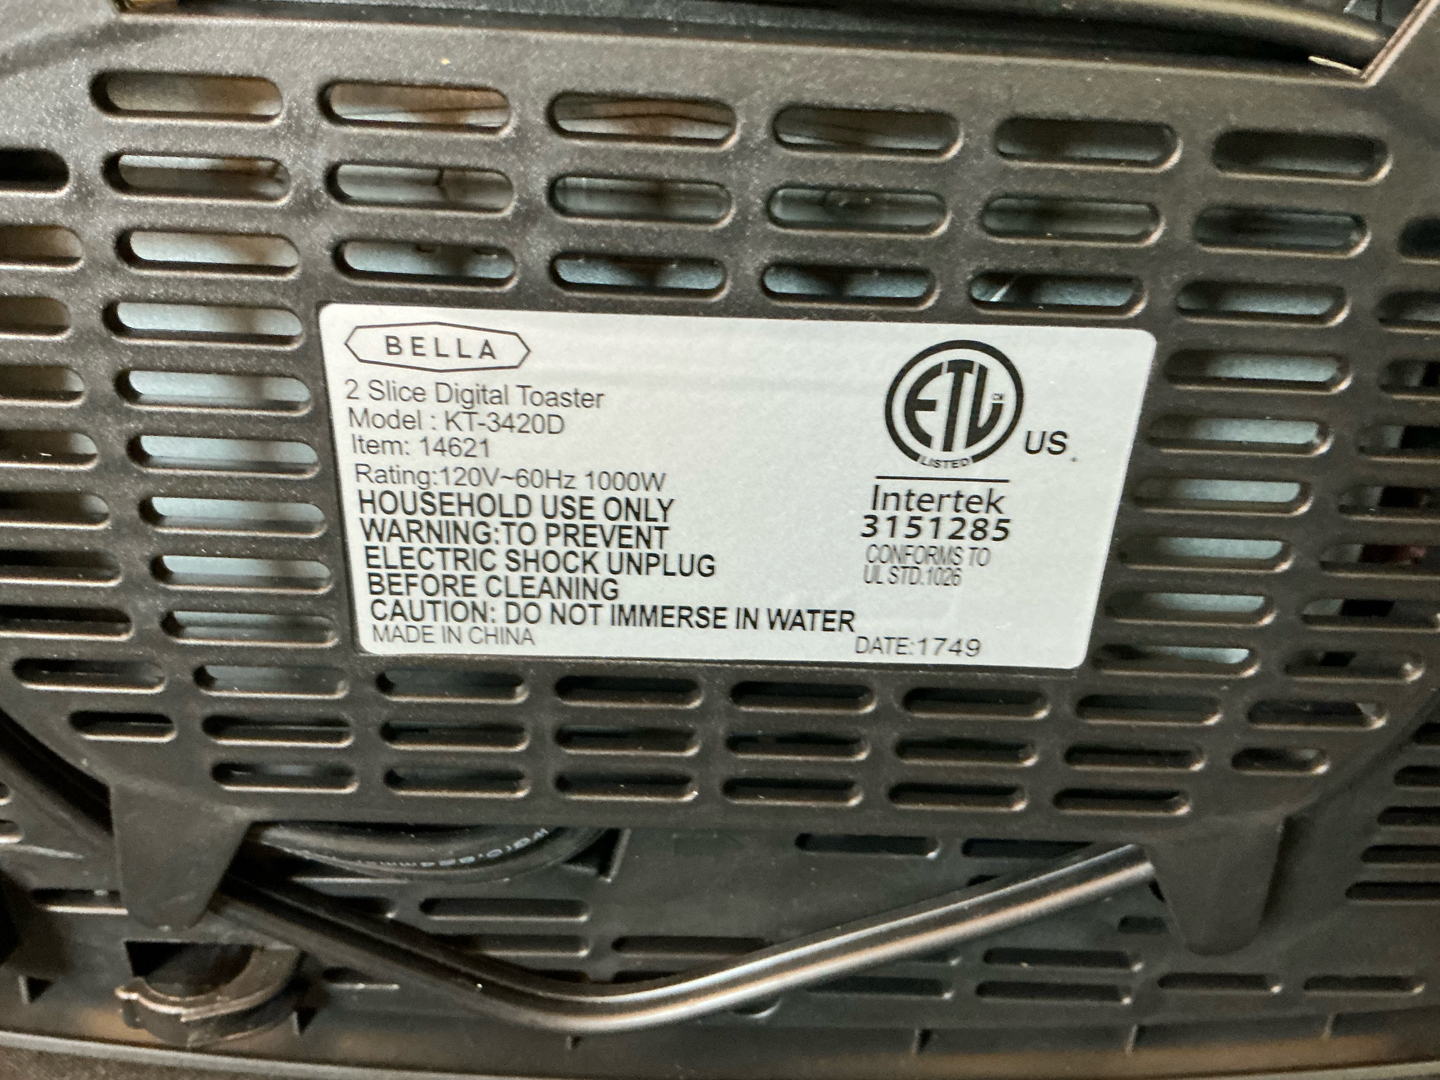 BELLA
2 Slice Digital Toaster
Model : KT-3420D
Item: 14621
Rating:120V~60Hz 1000W
HOUSEHOLD USE ONLY
WARNING:TO PREVENT
ELECTRIC SHOCK UNPLUG
BEFORE CLEANING
CAUTION: DO NOT IMMERSE IN WATER
MADE IN CHINA
ETL
CM
LISTED
US
Intertek
3151285
CONFORMS TO
UL STD.1026
DATE:1749